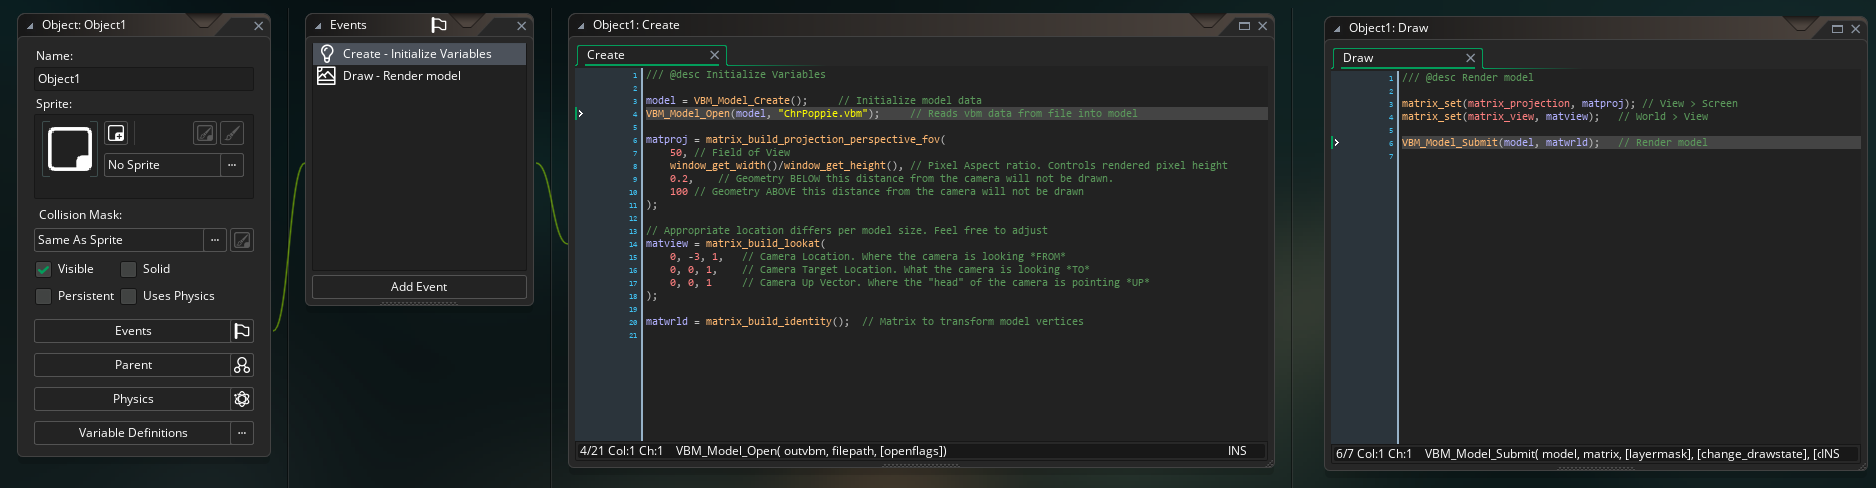 Object: Object1
Name:
Object1
Sprite:
No Sprite
...
Collision Mask:
Same As Sprite
...
Visible
Solid
Persistent
Uses Physics
Events
Parent
Physics
Variable Definitions
...
Events
Create - Initialize Variables
Draw - Render model
Add Event
Object1: Create
Create
1 /// @desc Initialize Variables
2
3 model = VBM_Model_Create(); // Initialize model data
4 VBM_Model_Open(model, "ChrPoppie.vbm"); // Reads vbm data from file into model
5
6 matproj = matrix_build_projection_perspective_fov(
7 50, // Field of View
8 window_get_width()/window_get_height(), // Pixel Aspect ratio. Controls rendered pixel height
9 0.2, // Geometry BELOW this distance from the camera will not be drawn.
10 100 // Geometry ABOVE this distance from the camera will not be drawn
11 );
12
13 // Appropriate location differs per model size. Feel free to adjust
14 matview = matrix_build_lookat(
15 0, -3, 1, // Camera Location. Where the camera is looking *FROM*
16 0, 0, 1, // Camera Target Location. What the camera is looking *TO*
17 0, 0, 1 // Camera Up Vector. Where the "head" of the camera is pointing *UP*
18 );
19
20 matwrld = matrix_build_identity(); // Matrix to transform model vertices
21
4/21 Col:1 Ch:1 VBM_Model_Open( outvbm, filepath, [openflags]) INS
Object1: Draw
Draw
1 /// @desc Render model
2
3 matrix_set(matrix_projection, matproj); // View > Screen
4 matrix_set(matrix_view, matview); // World > View
5
6 VBM_Model_Submit(model, matwrld); // Render model
7
6/7 Col:1 Ch:1 VBM_Model_Submit( model, matrix, [layermask], [change_drawstate], [dNS